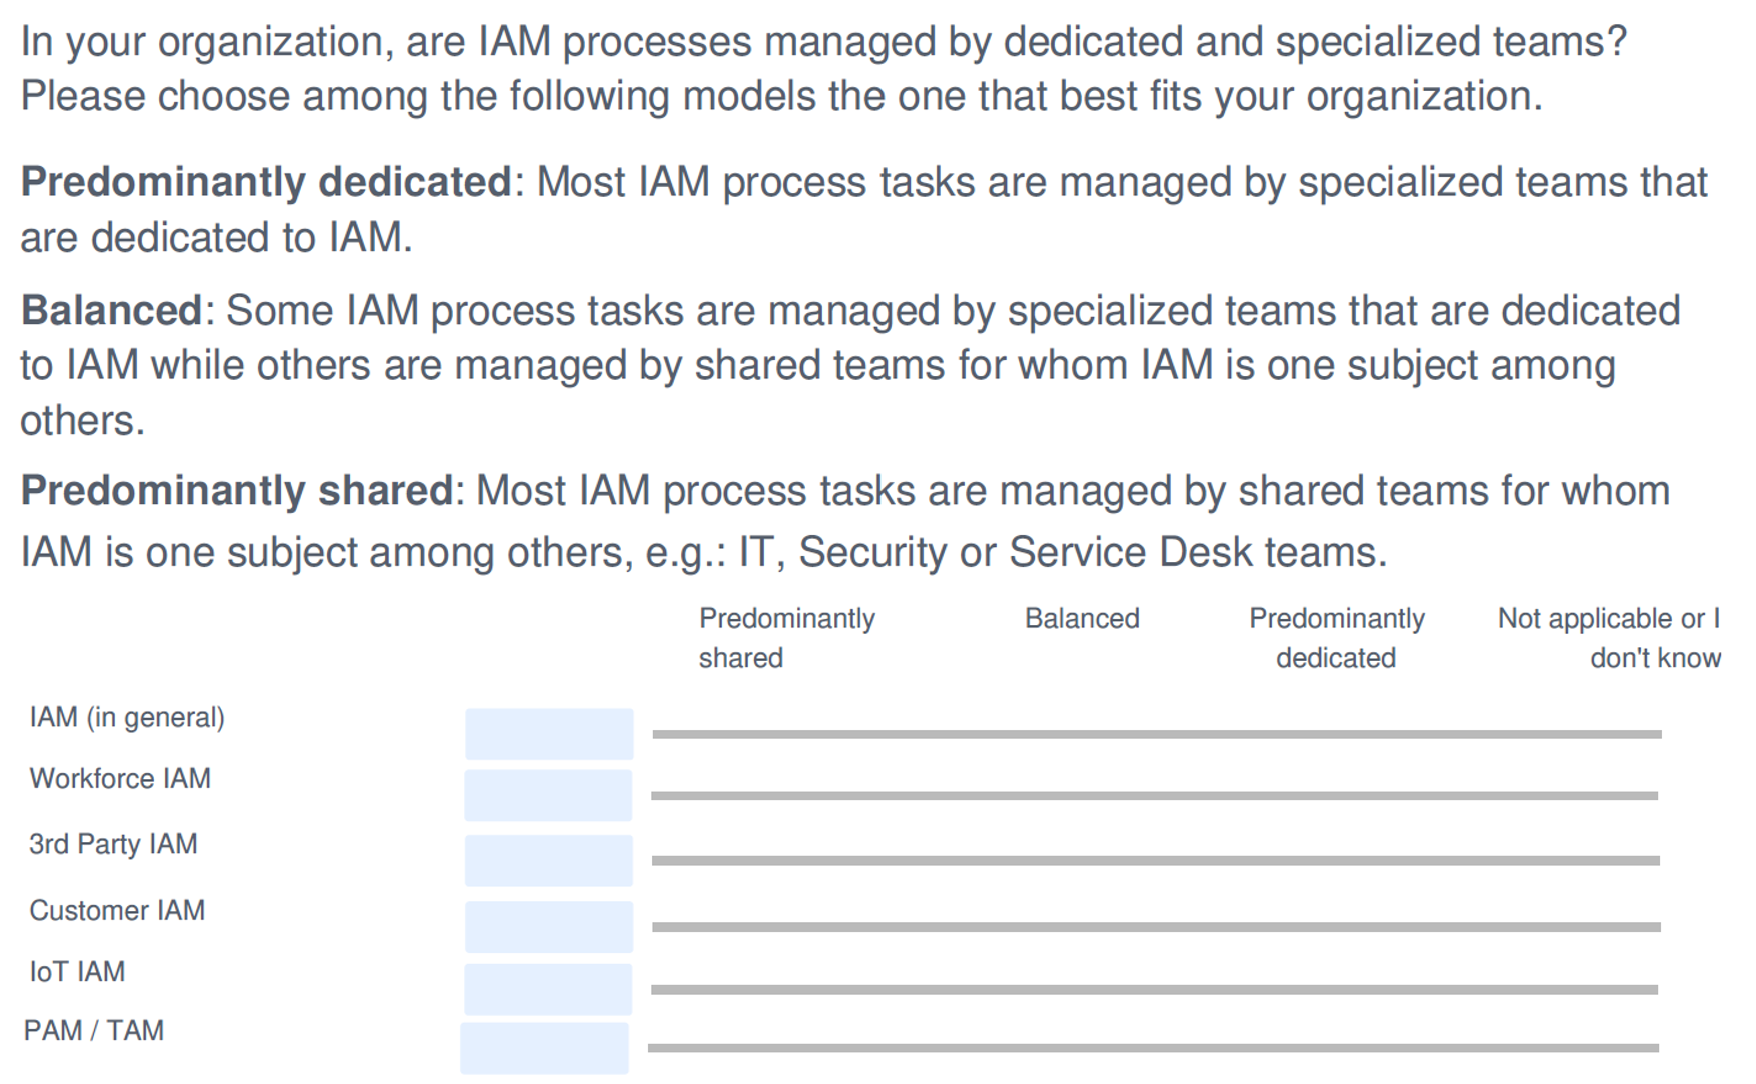 In your organization, are IAM processes managed by dedicated and specialized teams?
Please choose among the following models the one that best fits your organization.
Predominantly dedicated: Most IAM process tasks are managed by specialized teams that
are dedicated to IAM.
Balanced: Some IAM process tasks are managed by specialized teams that are dedicated
to IAM while others are managed by shared teams for whom IAM is one subject among
others.
Predominantly shared: Most IAM process tasks are managed by shared teams for whom
IAM is one subject among others, e.g.: IT, Security or Service Desk teams.
Predominantly shared
Balanced
Predominantly dedicated
Not applicable or I don't know
IAM (in general)
Workforce IAM
3rd Party IAM
Customer IAM
IoT IAM
PAM / TAM